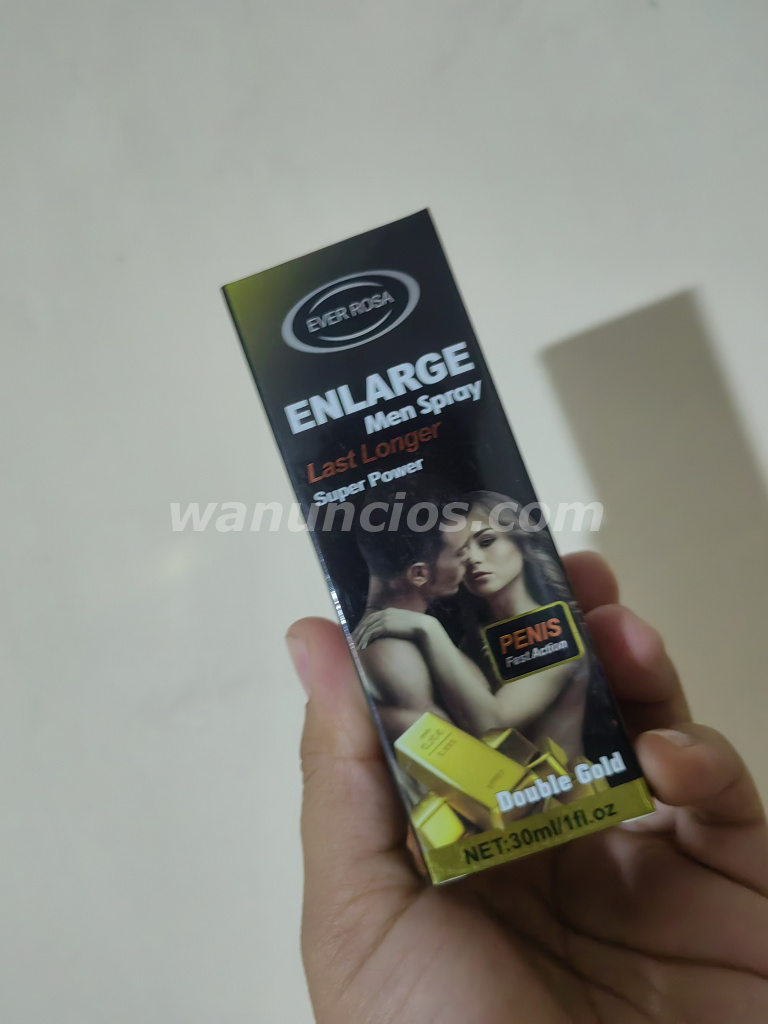 EVER ROSA
ENLARGE
Men Spray
Last Longer
Super Power
wanuncios.com
PENIS
Fast Action
Double Gold
NET:30ml/1fl.oz